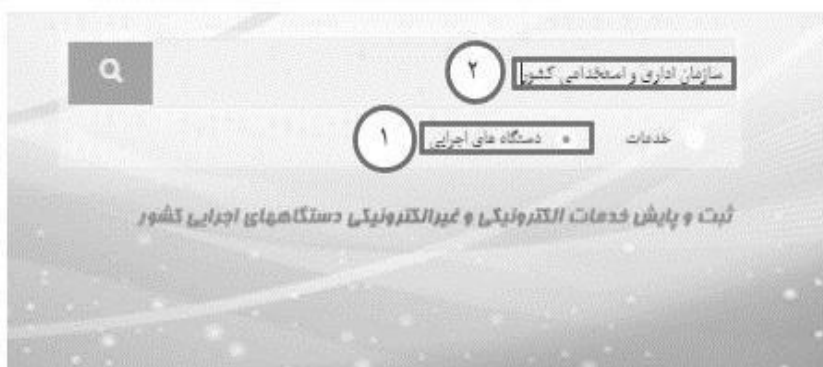 سازمان اداری و استخدامی کشور ۲
خدمات دستگاه های اجرایی ۱
ثبت و پایش خدمات الکترونیکی و غیرالکترونیکی دستگاههای اجرایی کشور